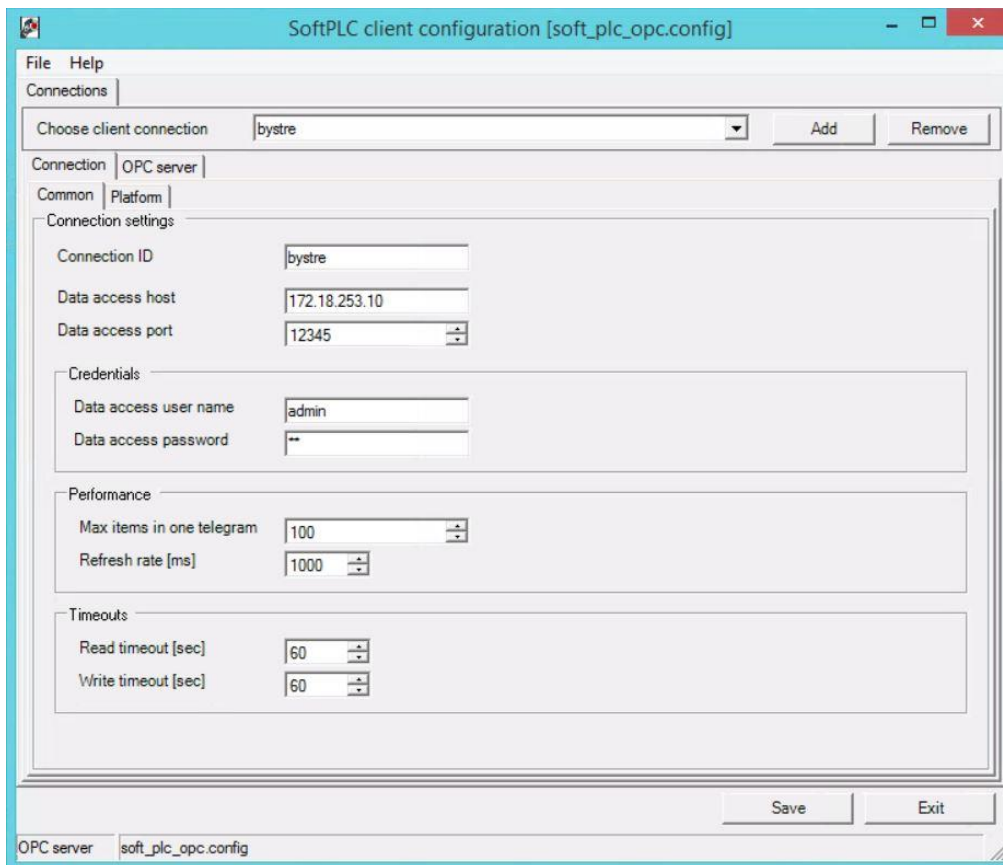 SoftPLC client configuration [soft_plc_opc.config]
File Help
Connections
Choose client connection bystre Add Remove
Connection OPC server
Common Platform
Connection settings
Connection ID bystre
Data access host 172.18.253.10
Data access port 12345
Credentials
Data access user name admin
Data access password **
Performance
Max items in one telegram 100
Refresh rate [ms] 1000
Timeouts
Read timeout [sec] 60
Write timeout [sec] 60
Save Exit
OPC server soft_plc_opc.config